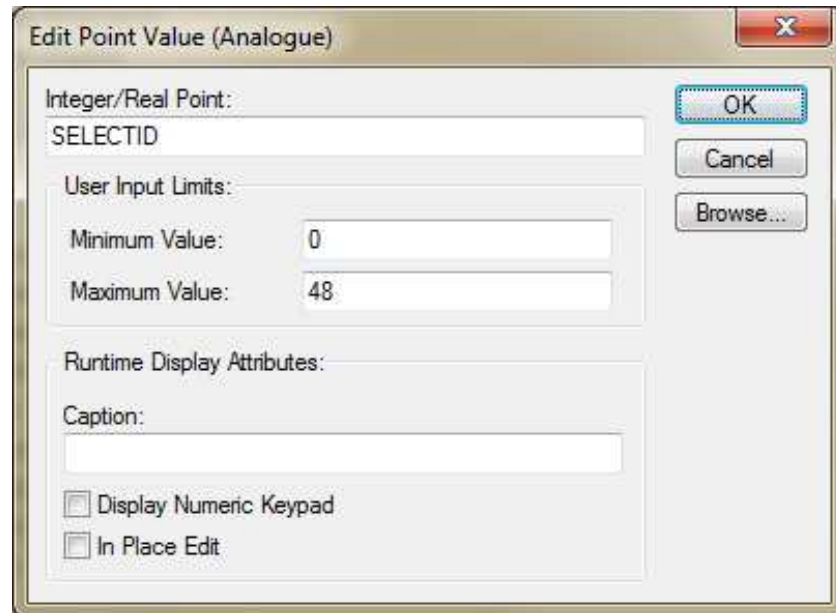 Edit Point Value (Analogue)
Integer/Real Point:
SELECTID
OK
Cancel
Browse...
User Input Limits:
Minimum Value: 0
Maximum Value: 48
Runtime Display Attributes:
Caption:
Display Numeric Keypad
In Place Edit